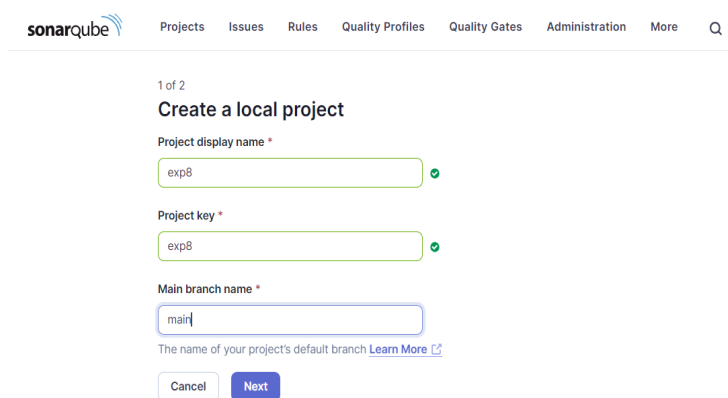 sonarqube Projects Issues Rules Quality Profiles Quality Gates Administration More
1 of 2
Create a local project
Project display name *
exp8
Project key *
exp8
Main branch name *
main
The name of your project's default branch Learn More
Cancel Next